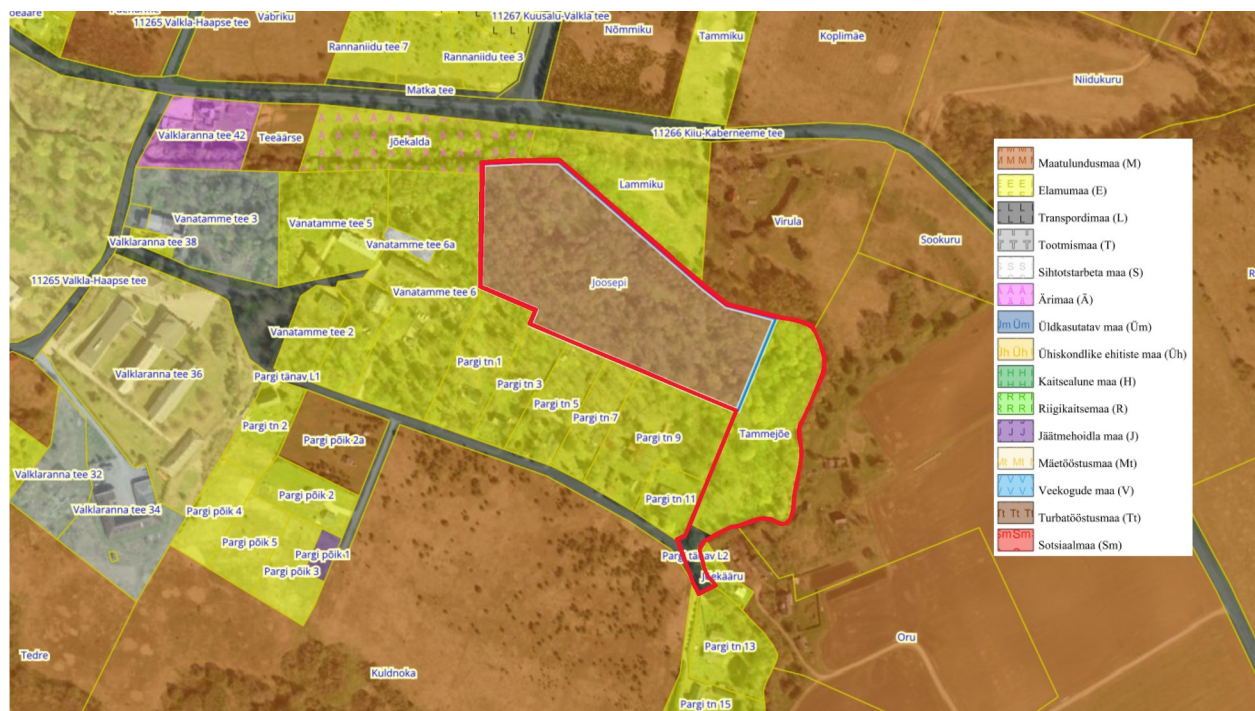 Vabriku
11265 Valkla-Haapse tee
11267 Kuusalu-Valkla tee
Nõmmiku
Tammiku
Koplimäe
Rannaniidu tee 7
Rannaniidu tee 3
Niidukuru
Matka tee
Valklaranna tee 42
Teeäärse
Jõekalda
11266 Kiiu-Kaberneeme tee
Lammiku
Virula
Vanatamme tee 3
Vanatamme tee 5
Valklaranna tee 38
Vanatamme tee 6a
Sookuru
11265 Valkla-Haapse tee
Joosepi
Vanatamme tee 6
Vanatamme tee 2
Pargi tn 1
Valklaranna tee 36
Pargi tänav L1
Pargi tn 3
Pargi tn 5
Pargi tn 7
Pargi tn 2
Pargi tn 9
Tammejõe
Pargi põik 2a
Valklaranna tee 32
Pargi põik 2
Pargi tn 11
Valklaranna tee 34
Pargi põik 4
Pargi põik 5
Pargi põik 1
Pargi tänav L2
Pargi põik 3
Jõekääru
Oru
Pargi tn 13
Tedre
Kuldnoka
Pargi tn 15
Maatulundusmaa (M)
Elamumaa (E)
Transpordimaa (L)
Tootmismaa (T)
Sihtotstarbeta maa (S)
Ärimaa (Ä)
Üldkasutatav maa (Üm)
Ühiskondlike ehitiste maa (Üh)
Kaitsealune maa (H)
Riigikaitsemaa (R)
Jäätmehoidla maa (J)
Mäetööstusmaa (Mt)
Veekogude maa (V)
Turbatööstusmaa (Tt)
Sotsiaalmaa (Sm)